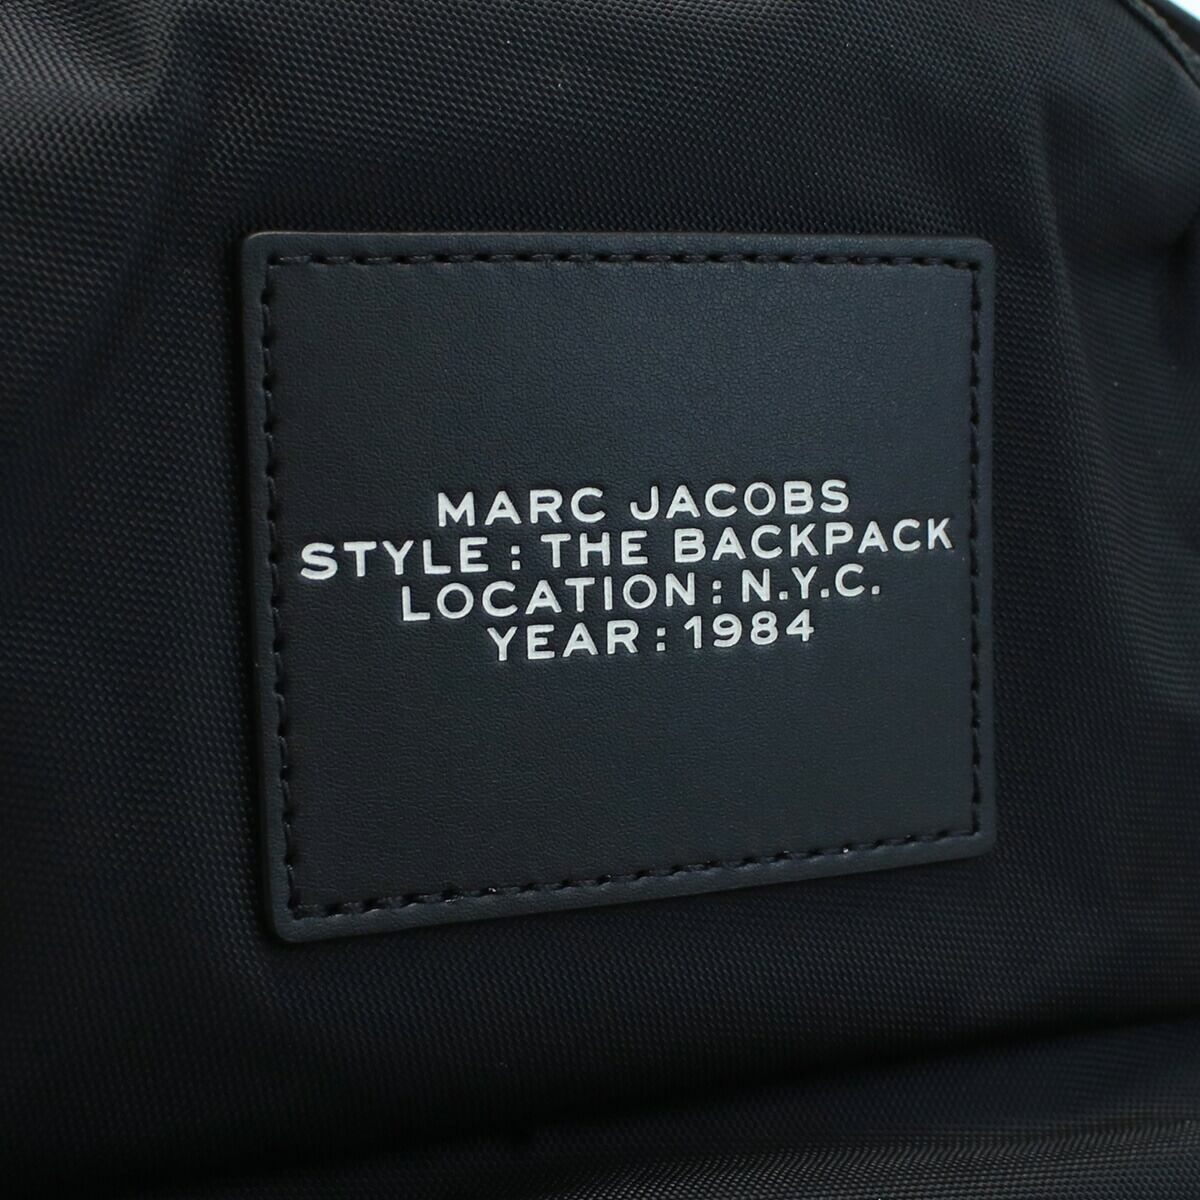 MARC JACOBS
STYLE : THE BACKPACK
LOCATION : N.Y.C.
YEAR : 1984